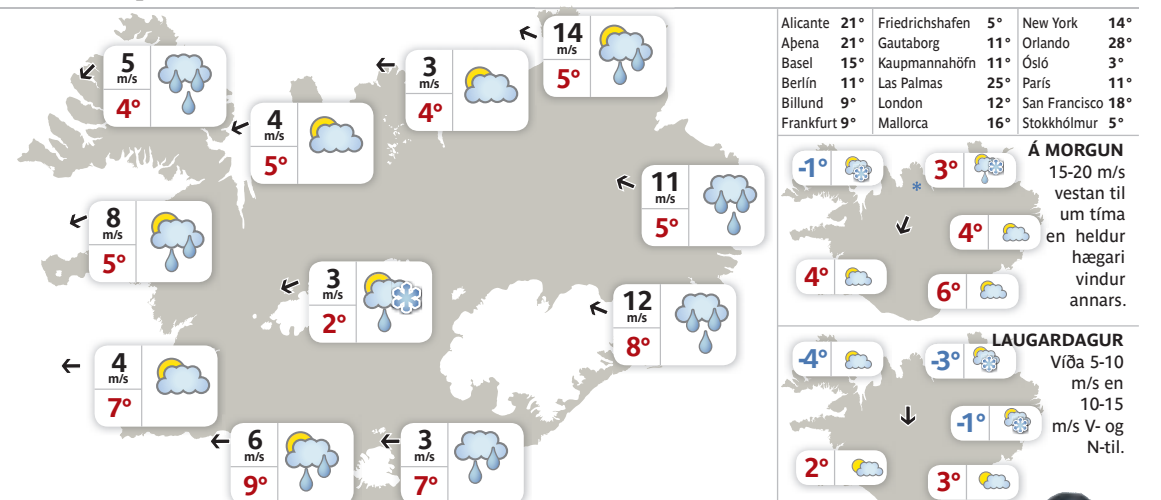 5
m/s
4°
4
m/s
5°
3
m/s
4°
14
m/s
5°
8
m/s
5°
3
m/s
2°
11
m/s
5°
12
m/s
8°
4
m/s
7°
6
m/s
9°
3
m/s
7°
Alicante 21° Friedrichshafen 5° New York 14°
Aþena 21° Gautaborg 11° Orlando 28°
Basel 15° Kaupmannahöfn 11° Ósló 3°
Berlín 11° Las Palmas 25° París 11°
Billund 9° London 12° San Francisco 18°
Frankfurt 9° Mallorca 16° Stokkhólmur 5°
Á MORGUN
15-20 m/s
vestan til
um tíma
en heldur
hægari
vindur
annars.
-1°
3°
4°
4°
6°
LAUGARDAGUR
Víða 5-10
m/s en
10-15
m/s V- og
N-til.
-4°
-3°
-1°
2°
3°